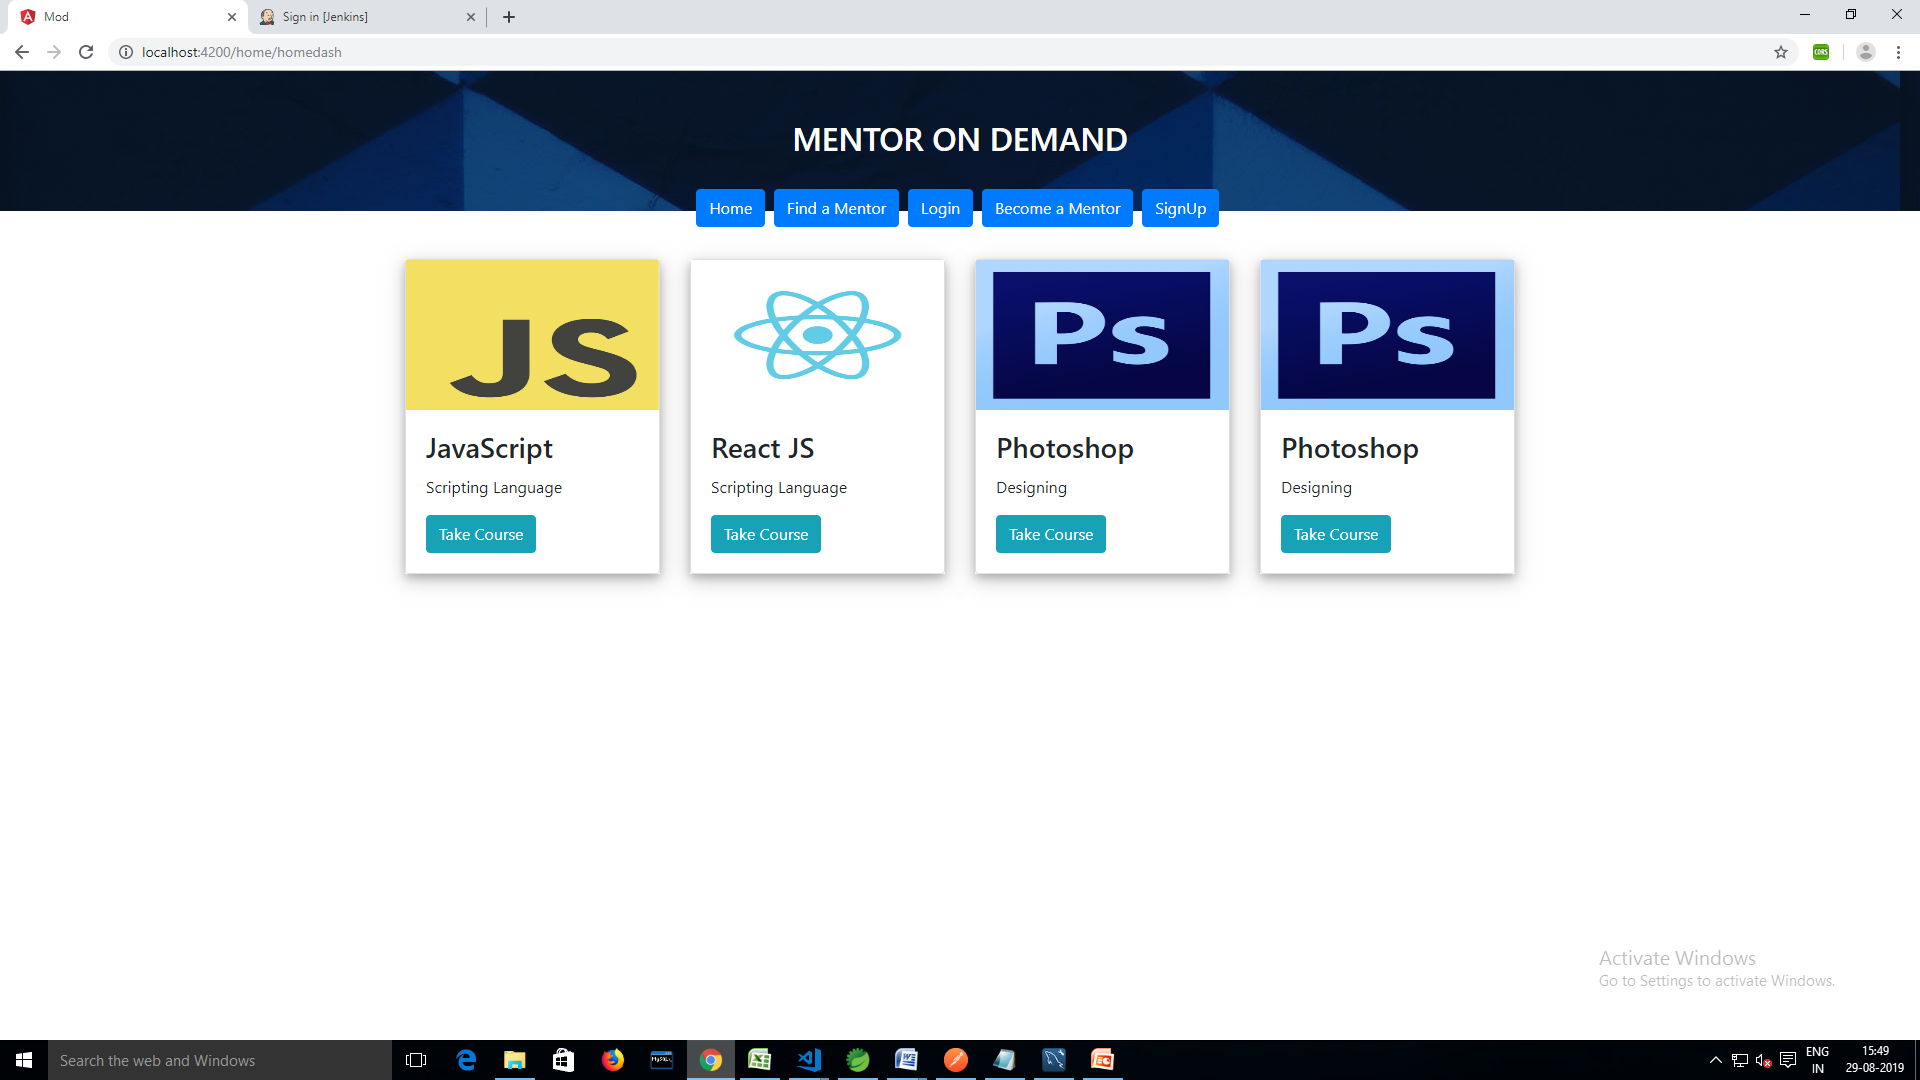 Mod
Sign in [Jenkins]
localhost:4200/home/homedash
CORS
MENTOR ON DEMAND
Home
Find a Mentor
Login
Become a Mentor
SignUp
JS
Ps
Ps
JavaScript
React JS
Photoshop
Photoshop
Scripting Language
Scripting Language
Designing
Designing
Take Course
Take Course
Take Course
Take Course
Activate Windows
Go to Settings to activate Windows.
Search the web and Windows
MySQL
ENG
IN
15:49
29-08-2019